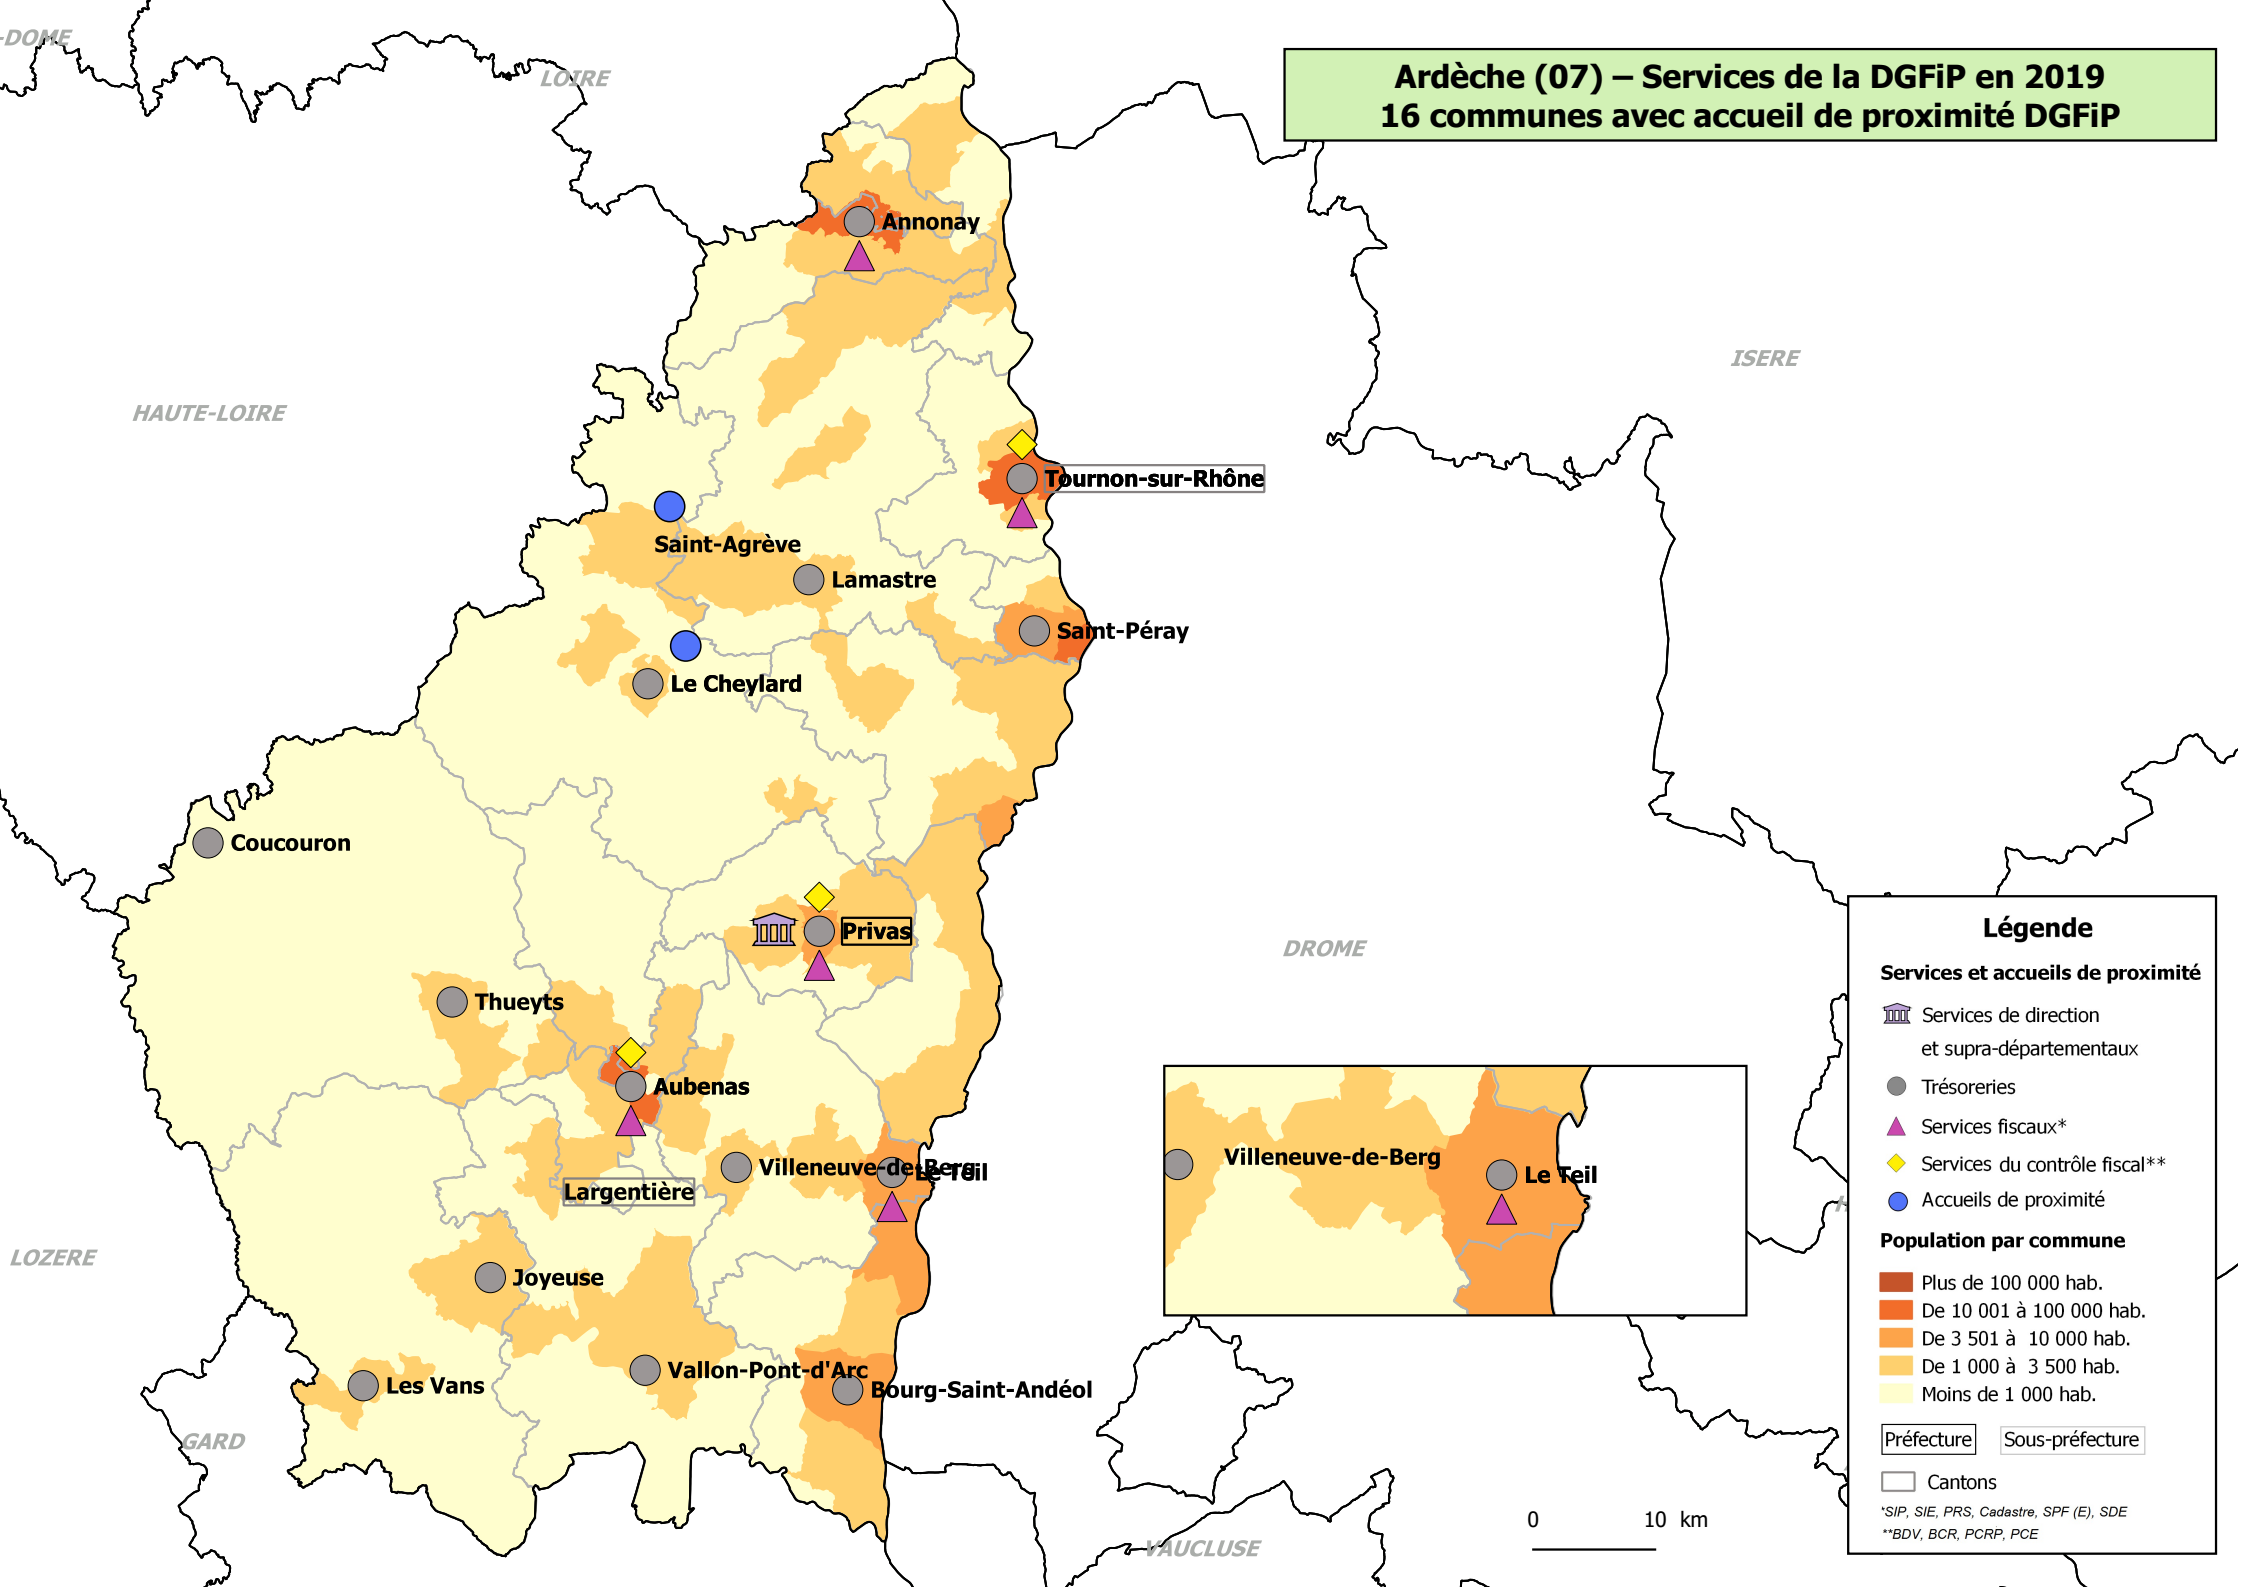 Ardèche (07) – Services de la DGFiP en 2019
16 communes avec accueil de proximité DGFiP
-DOME
LOIRE
HAUTE-LOIRE
ISERE
DROME
LOZERE
GARD
VAUCLUSE
H
Annonay
Tournon-sur-Rhône
Saint-Agrève
Lamastre
Saint-Péray
Le Cheylard
Coucouron
Privas
Thueyts
Aubenas
Villeneuve-de-Berg
Le Teil
Largentière
Joyeuse
Vallon-Pont-d'Arc
Les Vans
Bourg-Saint-Andéol
Villeneuve-de-Berg
Le Teil
0 10 km
Légende
Services et accueils de proximité
Services de direction
et supra-départementaux
Trésoreries
Services fiscaux*
Services du contrôle fiscal**
Accueils de proximité
Population par commune
Plus de 100 000 hab.
De 10 001 à 100 000 hab.
De 3 501 à 10 000 hab.
De 1 000 à 3 500 hab.
Moins de 1 000 hab.
Préfecture Sous-préfecture
Cantons
*SIP, SIE, PRS, Cadastre, SPF (E), SDE
**BDV, BCR, PCRP, PCE